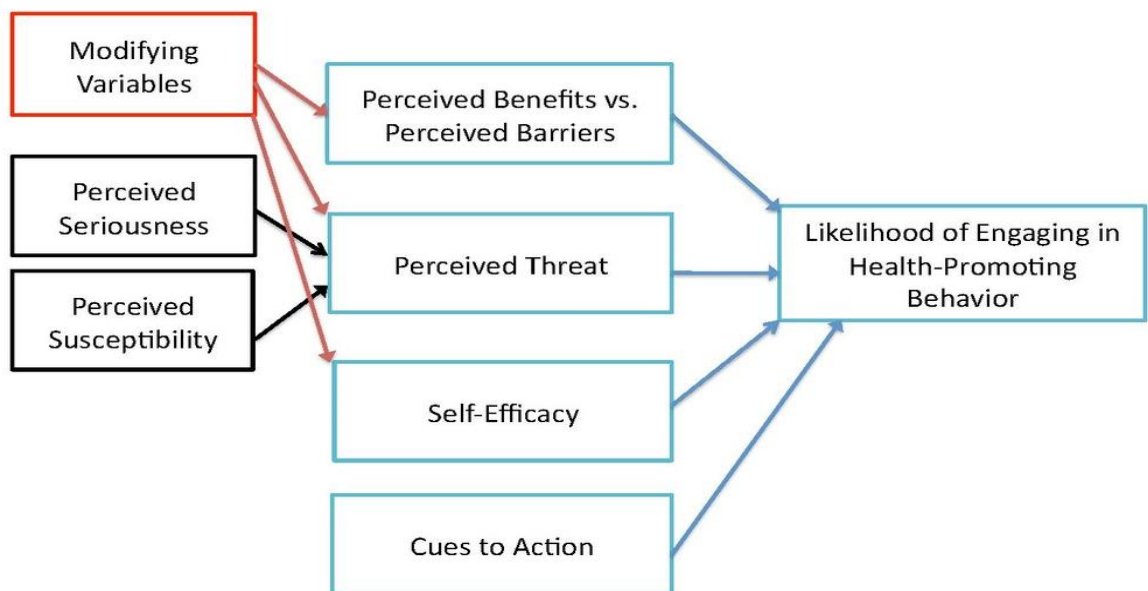 Modifying
Variables
Perceived Benefits vs.
Perceived Barriers
Perceived
Seriousness
Perceived Threat
Likelihood of Engaging in
Health-Promoting
Behavior
Perceived
Susceptibility
Self-Efficacy
Cues to Action